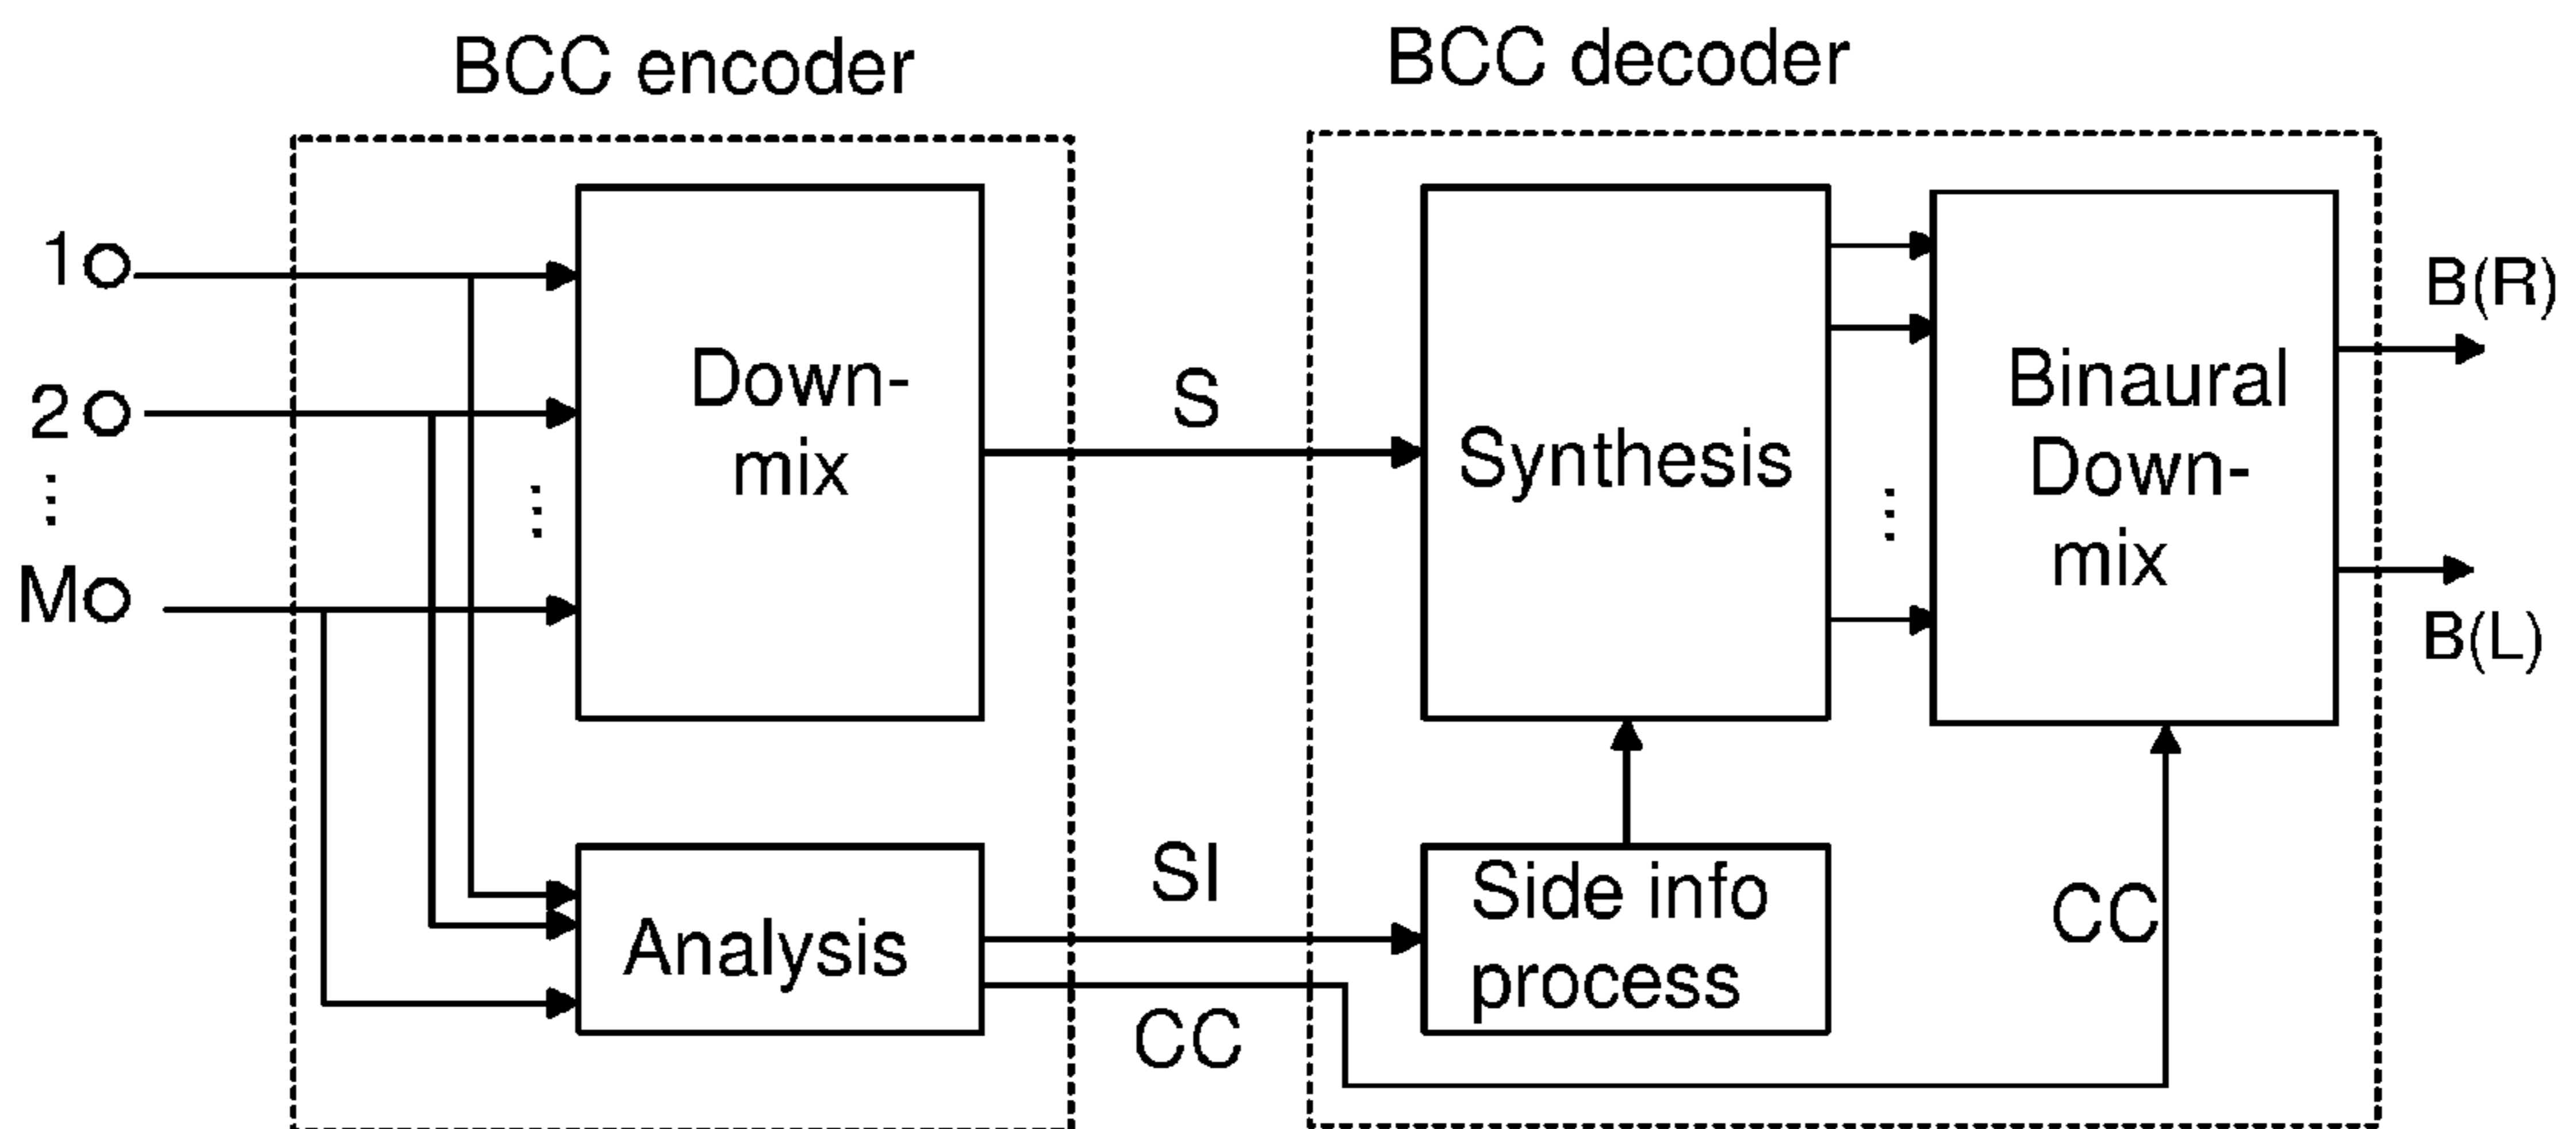 BCC encoder
BCC decoder
1
2
⋮
M
Down-
mix
⋮
Analysis
S
SI
CC
Synthesis
Side info
process
⋮
Binaural
Down-
mix
CC
B(R)
B(L)